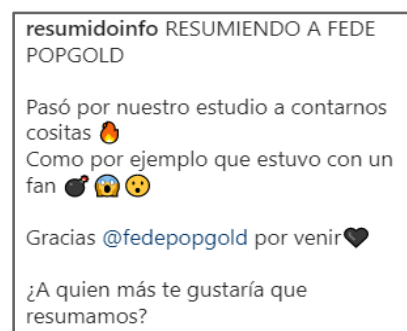 resumidoinfo RESUMIENDO A FEDE
POPGOLD
Pasó por nuestro estudio a contarnos
cositas 🔥
Como por ejemplo que estuvo con un
fan 💣😱😮
Gracias @fedepopgold por venir🖤
¿A quien más te gustaría que
resumamos?